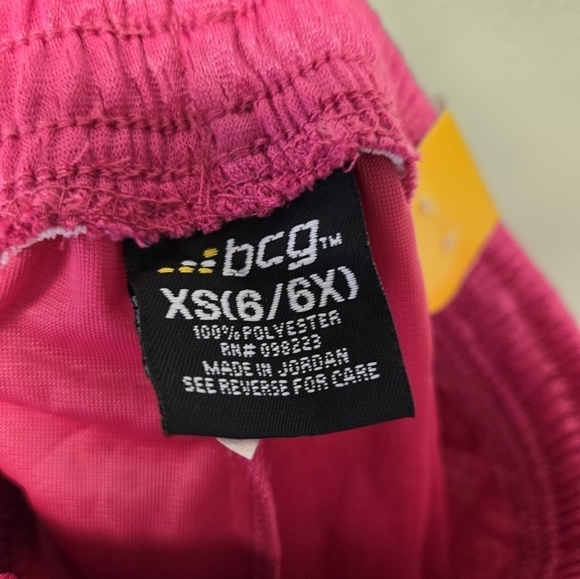 bcg™
XS(6/6X)
100% POLYESTER
RN# 098223
MADE IN JORDAN
SEE REVERSE FOR CARE